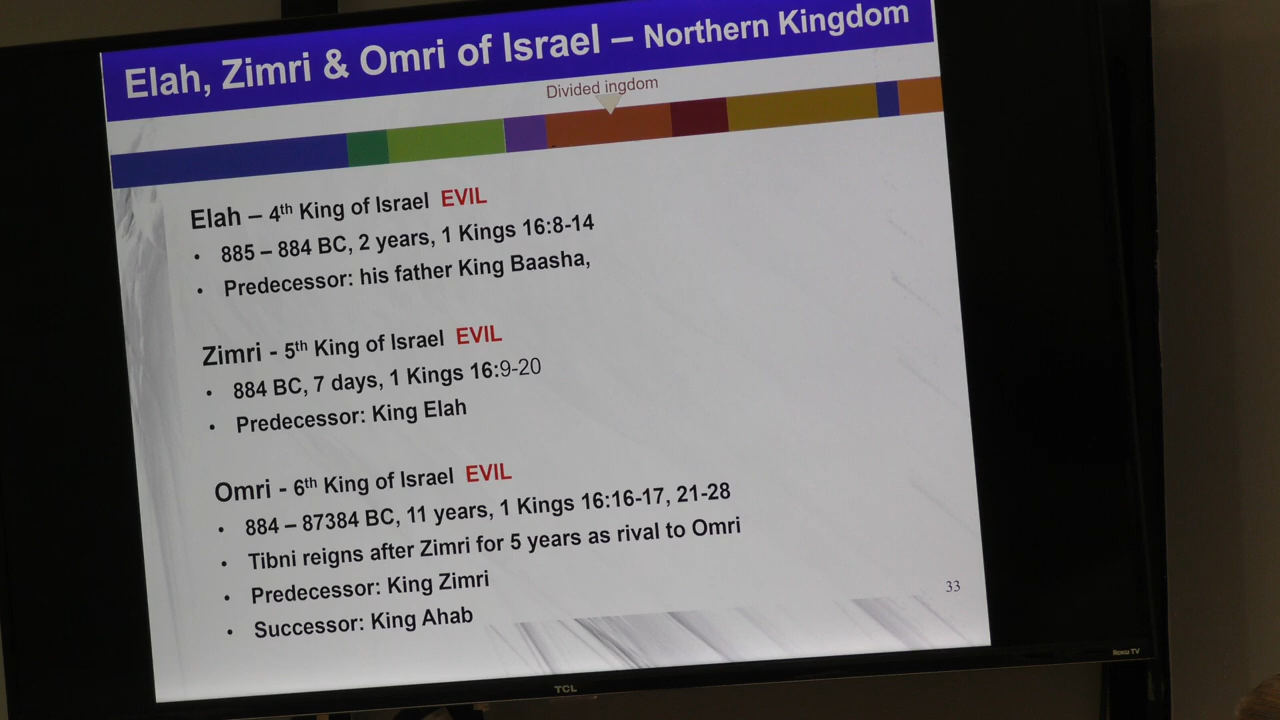 Elah, Zimri & Omri of Israel – Northern Kingdom
Divided ingdom
Elah – 4th King of Israel EVIL
• 885 – 884 BC, 2 years, 1 Kings 16:8-14
• Predecessor: his father King Baasha,
Zimri - 5th King of Israel EVIL
• 884 BC, 7 days, 1 Kings 16:9-20
• Predecessor: King Elah
Omri - 6th King of Israel EVIL
• 884 – 87384 BC, 11 years, 1 Kings 16:16-17, 21-28
• Tibni reigns after Zimri for 5 years as rival to Omri
• Predecessor: King Zimri
• Successor: King Ahab
33
TCL
Roku TV